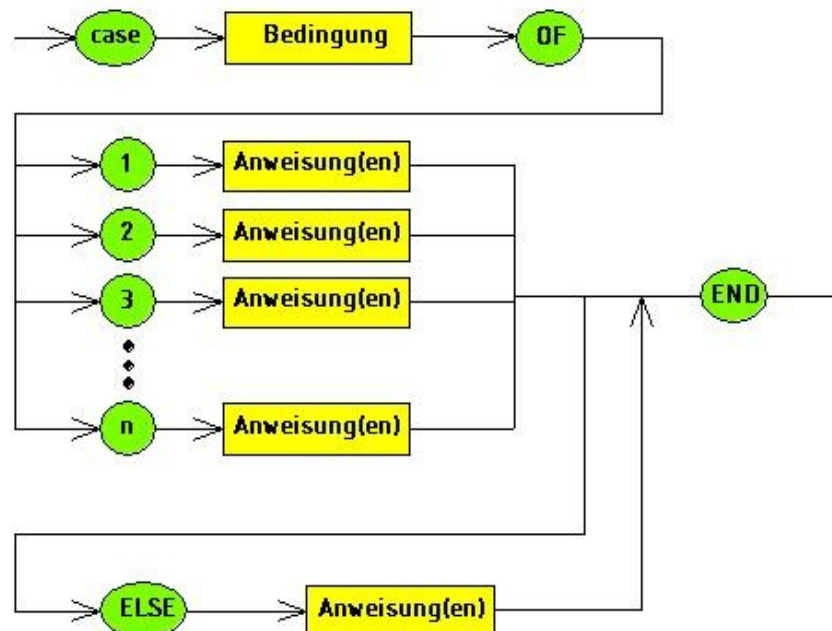 case Bedingung OF
1 Anweisung(en)
2 Anweisung(en)
3 Anweisung(en)
END
n Anweisung(en)
ELSE Anweisung(en)